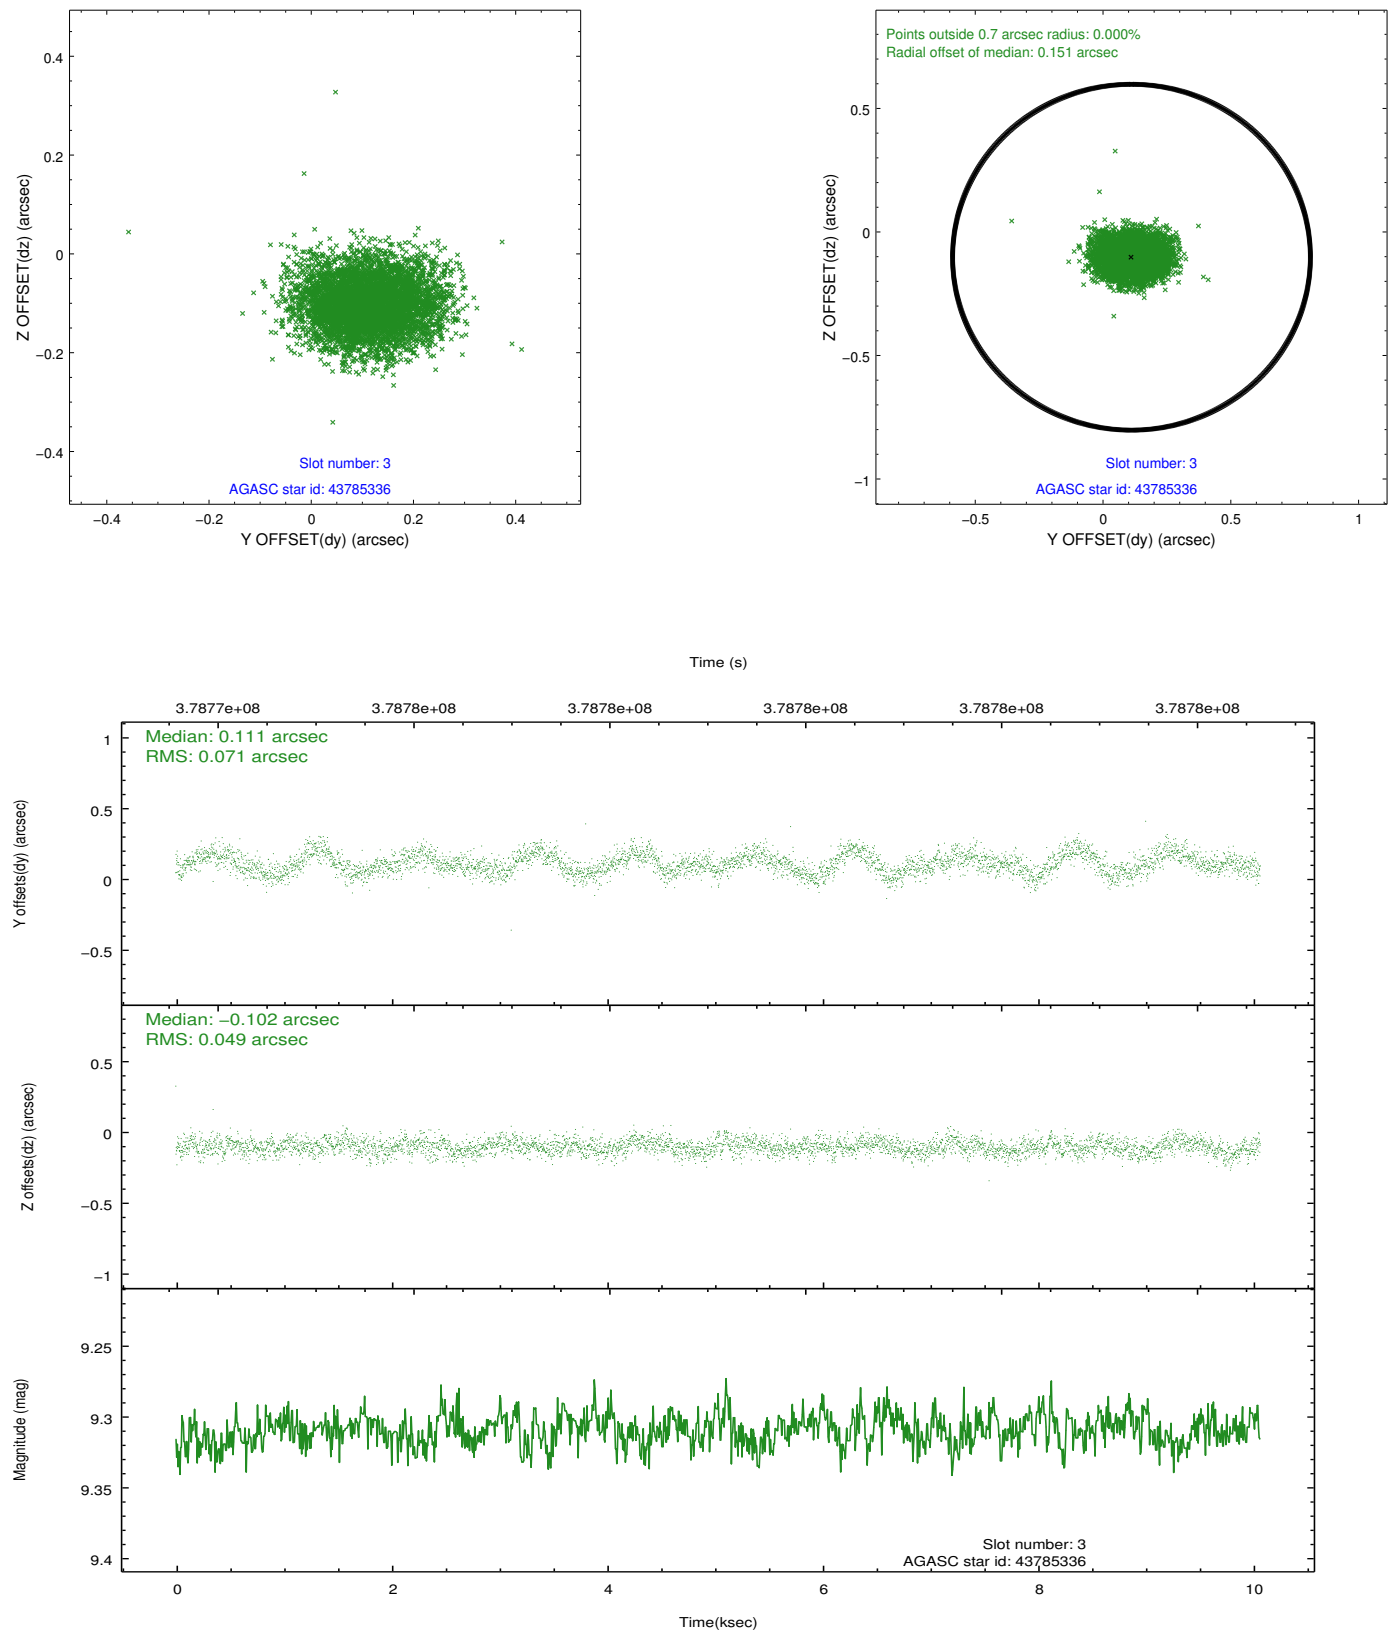 0.4
0.2
0
−0.2
−0.4
Z OFFSET(dz) (arcsec)
Slot number: 3
AGASC star id: 43785336
−0.4
−0.2
0
0.2
0.4
Y OFFSET(dy) (arcsec)
Points outside 0.7 arcsec radius: 0.000%
Radial offset of median: 0.151 arcsec
0.5
0
−0.5
−1
Z OFFSET(dz) (arcsec)
Slot number: 3
AGASC star id: 43785336
−0.5
0
0.5
1
Y OFFSET(dy) (arcsec)
Time (s)
3.7877e+08
3.7878e+08
3.7878e+08
3.7878e+08
3.7878e+08
3.7878e+08
Median: 0.111 arcsec
RMS: 0.071 arcsec
1
0.5
0
−0.5
Y offsets(dy) (arcsec)
Median: −0.102 arcsec
RMS: 0.049 arcsec
0.5
0
−0.5
−1
Z offsets(dz) (arcsec)
9.25
9.3
9.35
9.4
Magnitude (mag)
Slot number: 3
AGASC star id: 43785336
0
2
4
6
8
10
Time(ksec)